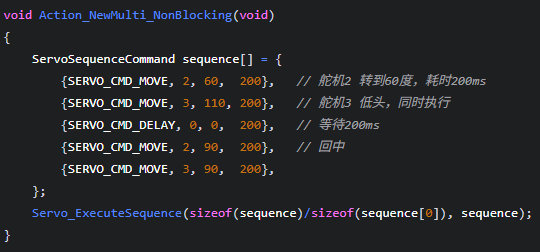 void Action_NewMulti_NonBlocking(void)
{
    ServoSequenceCommand sequence[] = {
        {SERVO_CMD_MOVE, 2, 60,  200},   // 舵机2 转到60度，耗时200ms
        {SERVO_CMD_MOVE, 3, 110, 200},   // 舵机3 低头，同时执行
        {SERVO_CMD_DELAY, 0, 0,  200},   // 等待200ms
        {SERVO_CMD_MOVE, 2, 90,  200},   // 回中
        {SERVO_CMD_MOVE, 3, 90,  200},
    };
    Servo_ExecuteSequence(sizeof(sequence)/sizeof(sequence[0]), sequence);
}